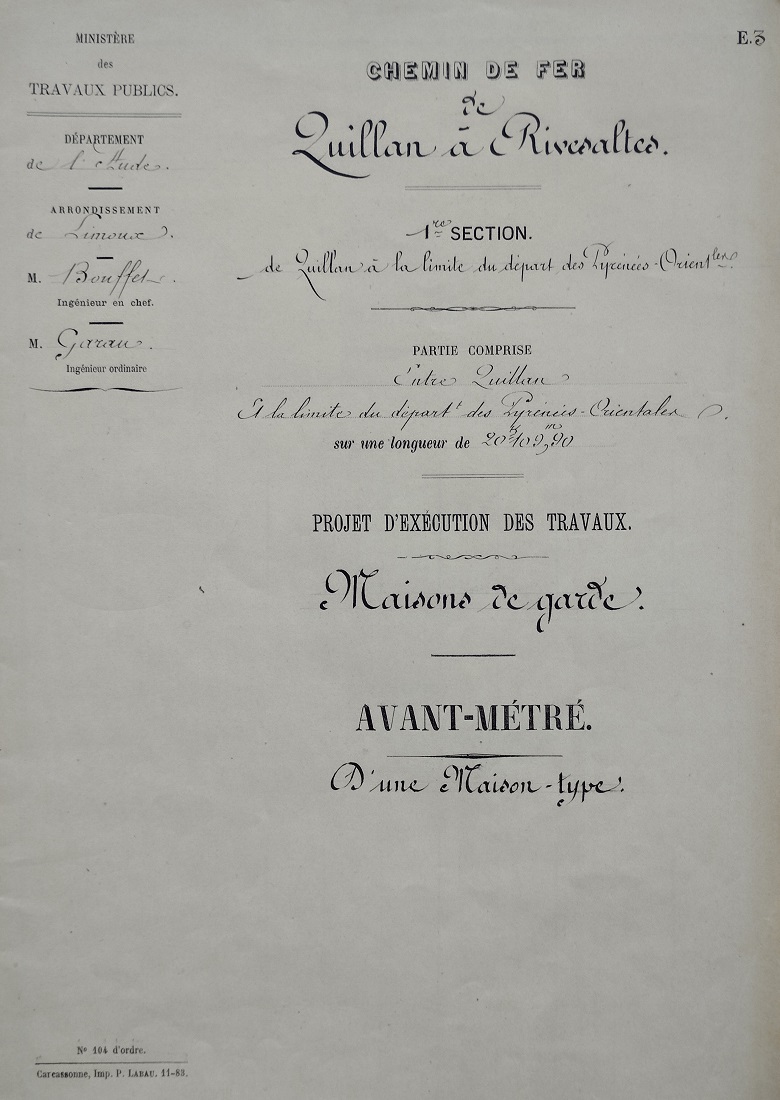 MINISTÈRE
des
TRAVAUX PUBLICS.
DÉPARTEMENT
de l'Aude.
ARRONDISSEMENT
de Limoux.
M. Bouffet.
Ingénieur en chef.
M. Garau.
Ingénieur ordinaire
E.3
CHEMIN DE FER
de
Quillan à Rivesaltes.
1re SECTION.
de Quillan à la limite du départ des Pyrénées-Orientles
PARTIE COMPRISE
Entre Quillan
Et la limite du départt des Pyrénées-Orientales.
sur une longueur de 20k109m,90
PROJET D'EXÉCUTION DES TRAVAUX.
Maisons de garde.
AVANT-MÉTRÉ.
D'une Maison-type.
No 104 d'ordre.
Carcassonne, Imp. P. LABAU. 11-83.